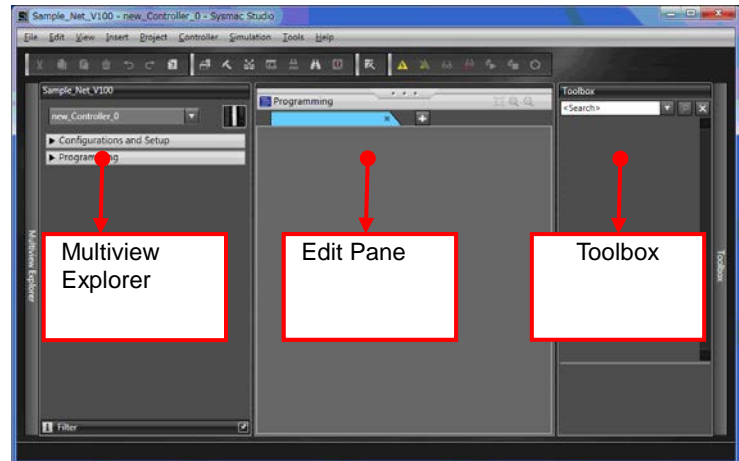 Sample_Net_V100 - new_Controller_0 - Sysmac Studio
File Edit View Insert Project Controller Simulation Tools Help
Sample_Net_V100
new_Controller_0
Configurations and Setup
Programming
Multiview Explorer
Filter
Programming
Toolbox
<Search>
Toolbox
Multiview
Explorer
Edit Pane
Toolbox